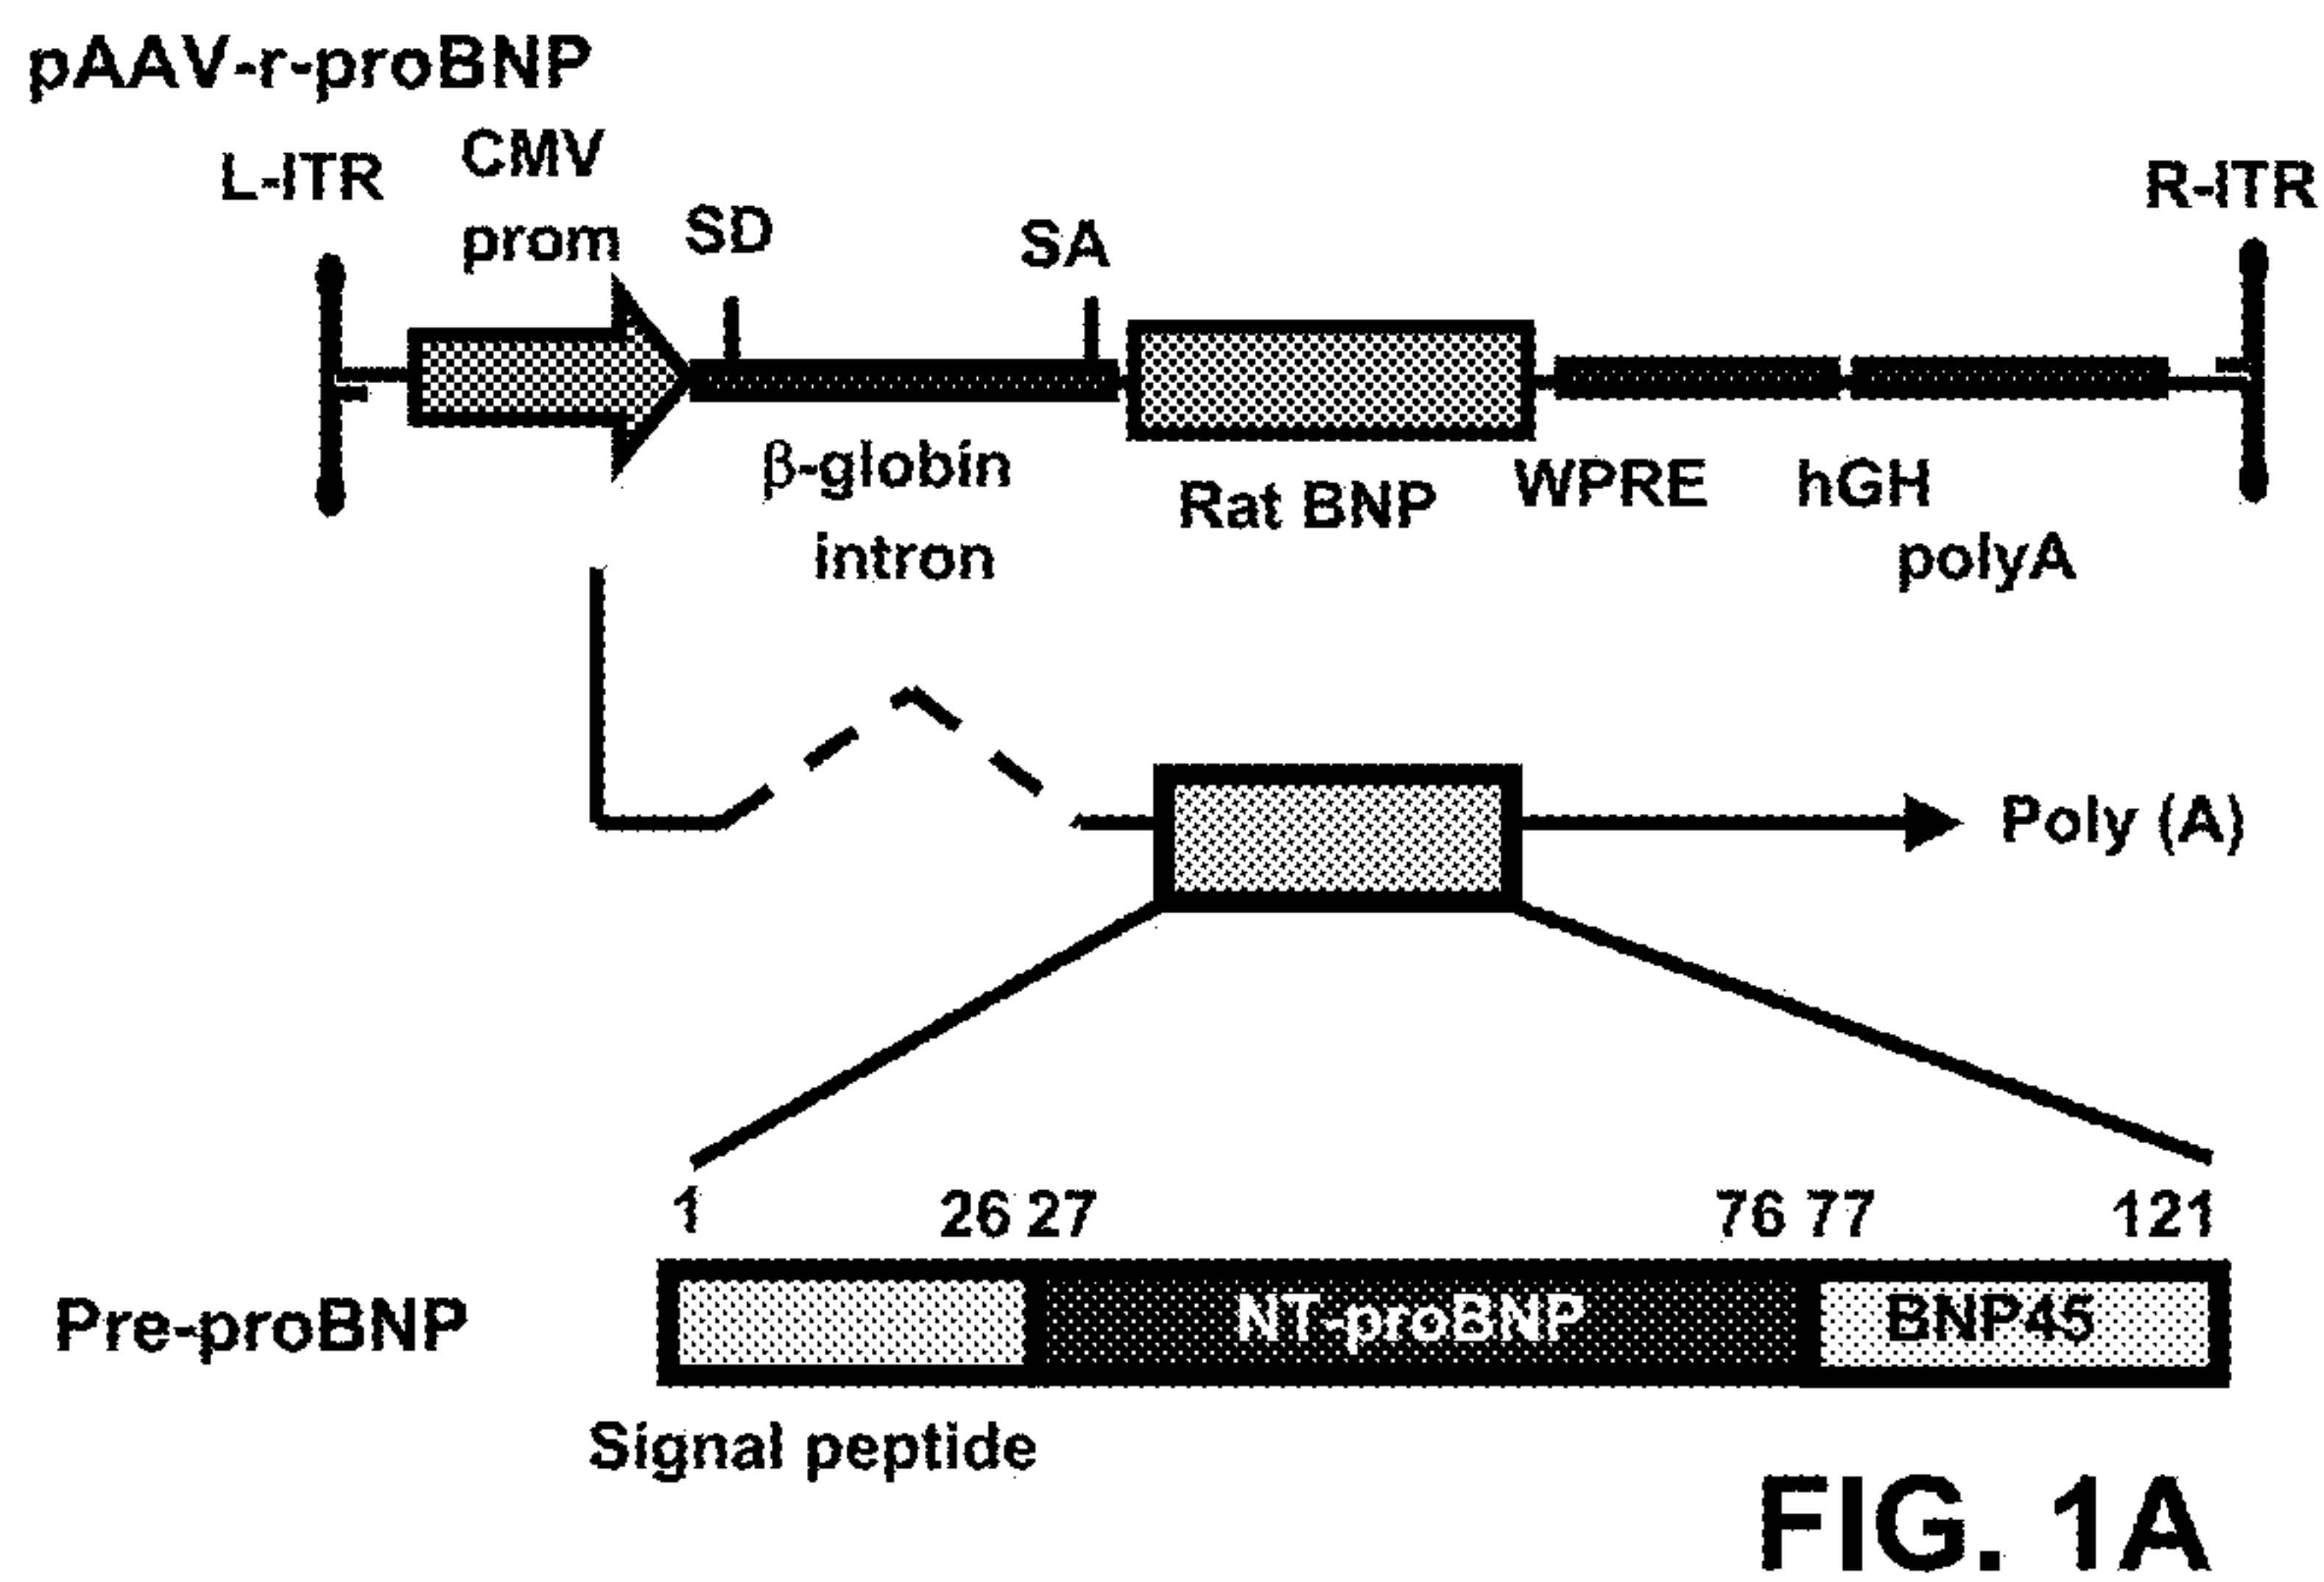 pAAV-r-proBNP
L-ITR
CMV
prom
SD
SA
R-ITR
β-globin
intron
Rat BNP
WPRE
hGH
polyA
Poly (A)
1
26 27
76 77
121
Pre-proBNP
NT-proBNP
BNP45
Signal peptide
FIG. 1A